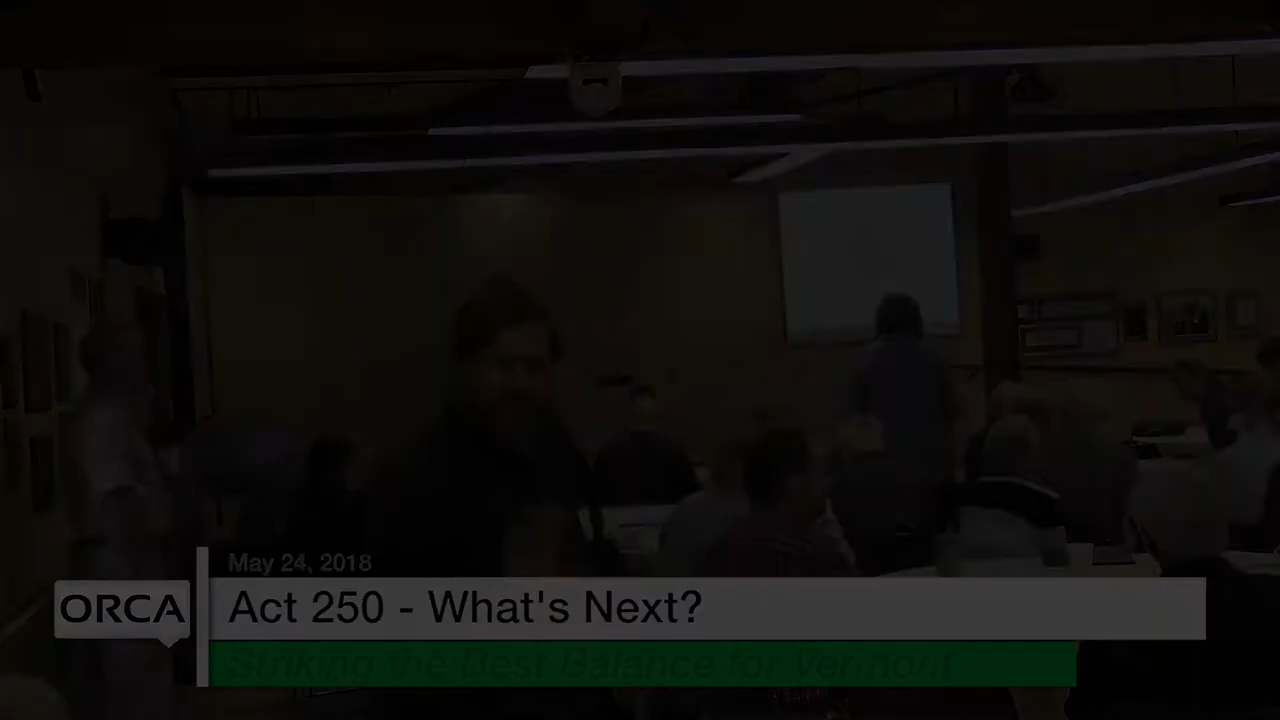 May 24, 2018
ORCA
Act 250 - What's Next?
Striking the Best Balance for Vermont